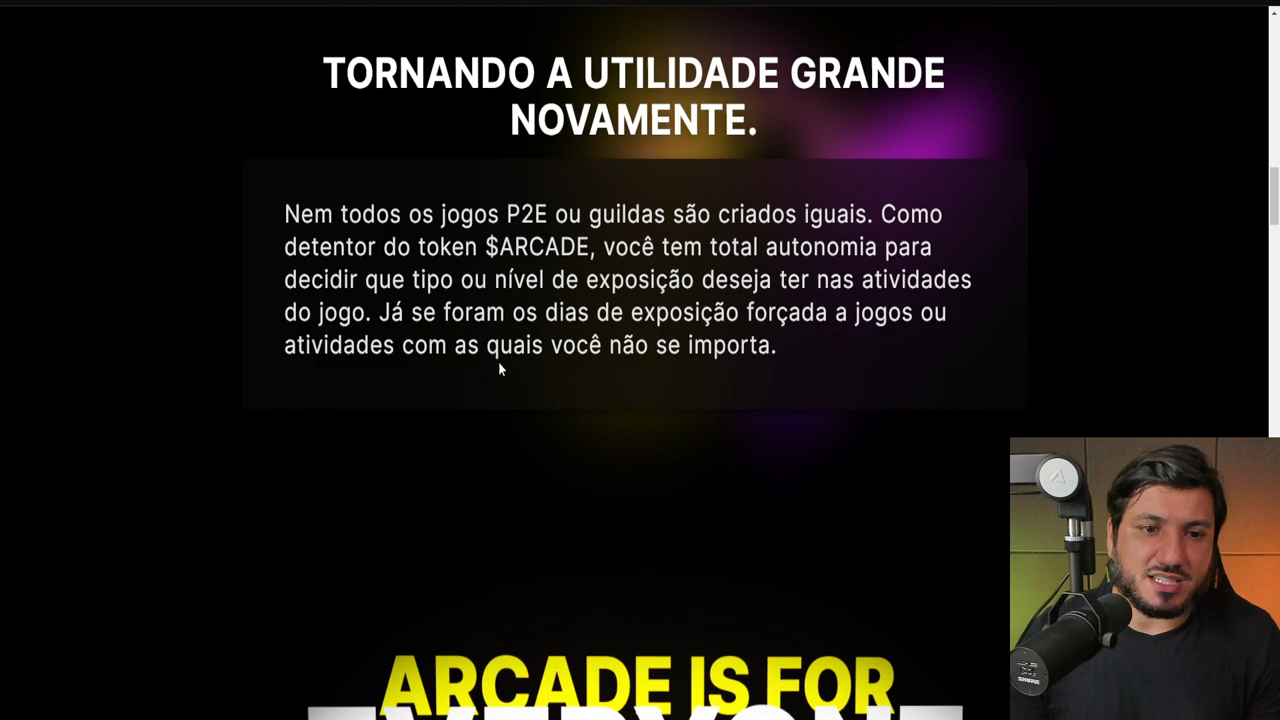 TORNANDO A UTILIDADE GRANDE
NOVAMENTE.
Nem todos os jogos P2E ou guildas são criados iguais. Como
detentor do token $ARCADE, você tem total autonomia para
decidir que tipo ou nível de exposição deseja ter nas atividades
do jogo. Já se foram os dias de exposição forçada a jogos ou
atividades com as quais você não se importa.
ARCADE IS FOR
EVERYONE
SHURE